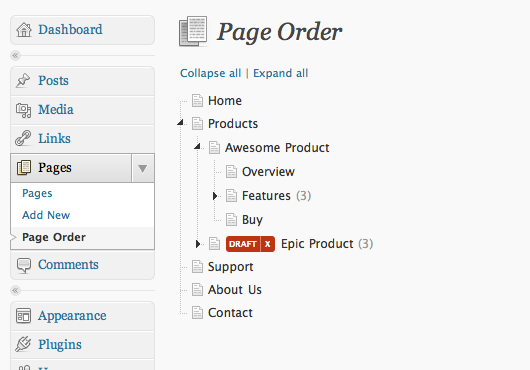 Dashboard
Posts
Media
Links
Pages
Pages
Add New
Page Order
Comments
Appearance
Plugins
Page Order
Collapse all | Expand all
Home
Products
Awesome Product
Overview
Features (3)
Buy
DRAFT X Epic Product (3)
Support
About Us
Contact